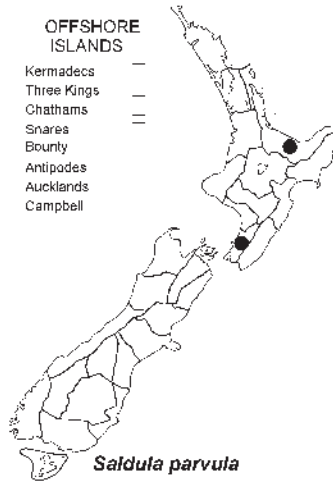 OFFSHORE
ISLANDS
Kermadecs
Three Kings
Chathams
Snares
Bounty
Antipodes
Aucklands
Campbell
Saldula parvula